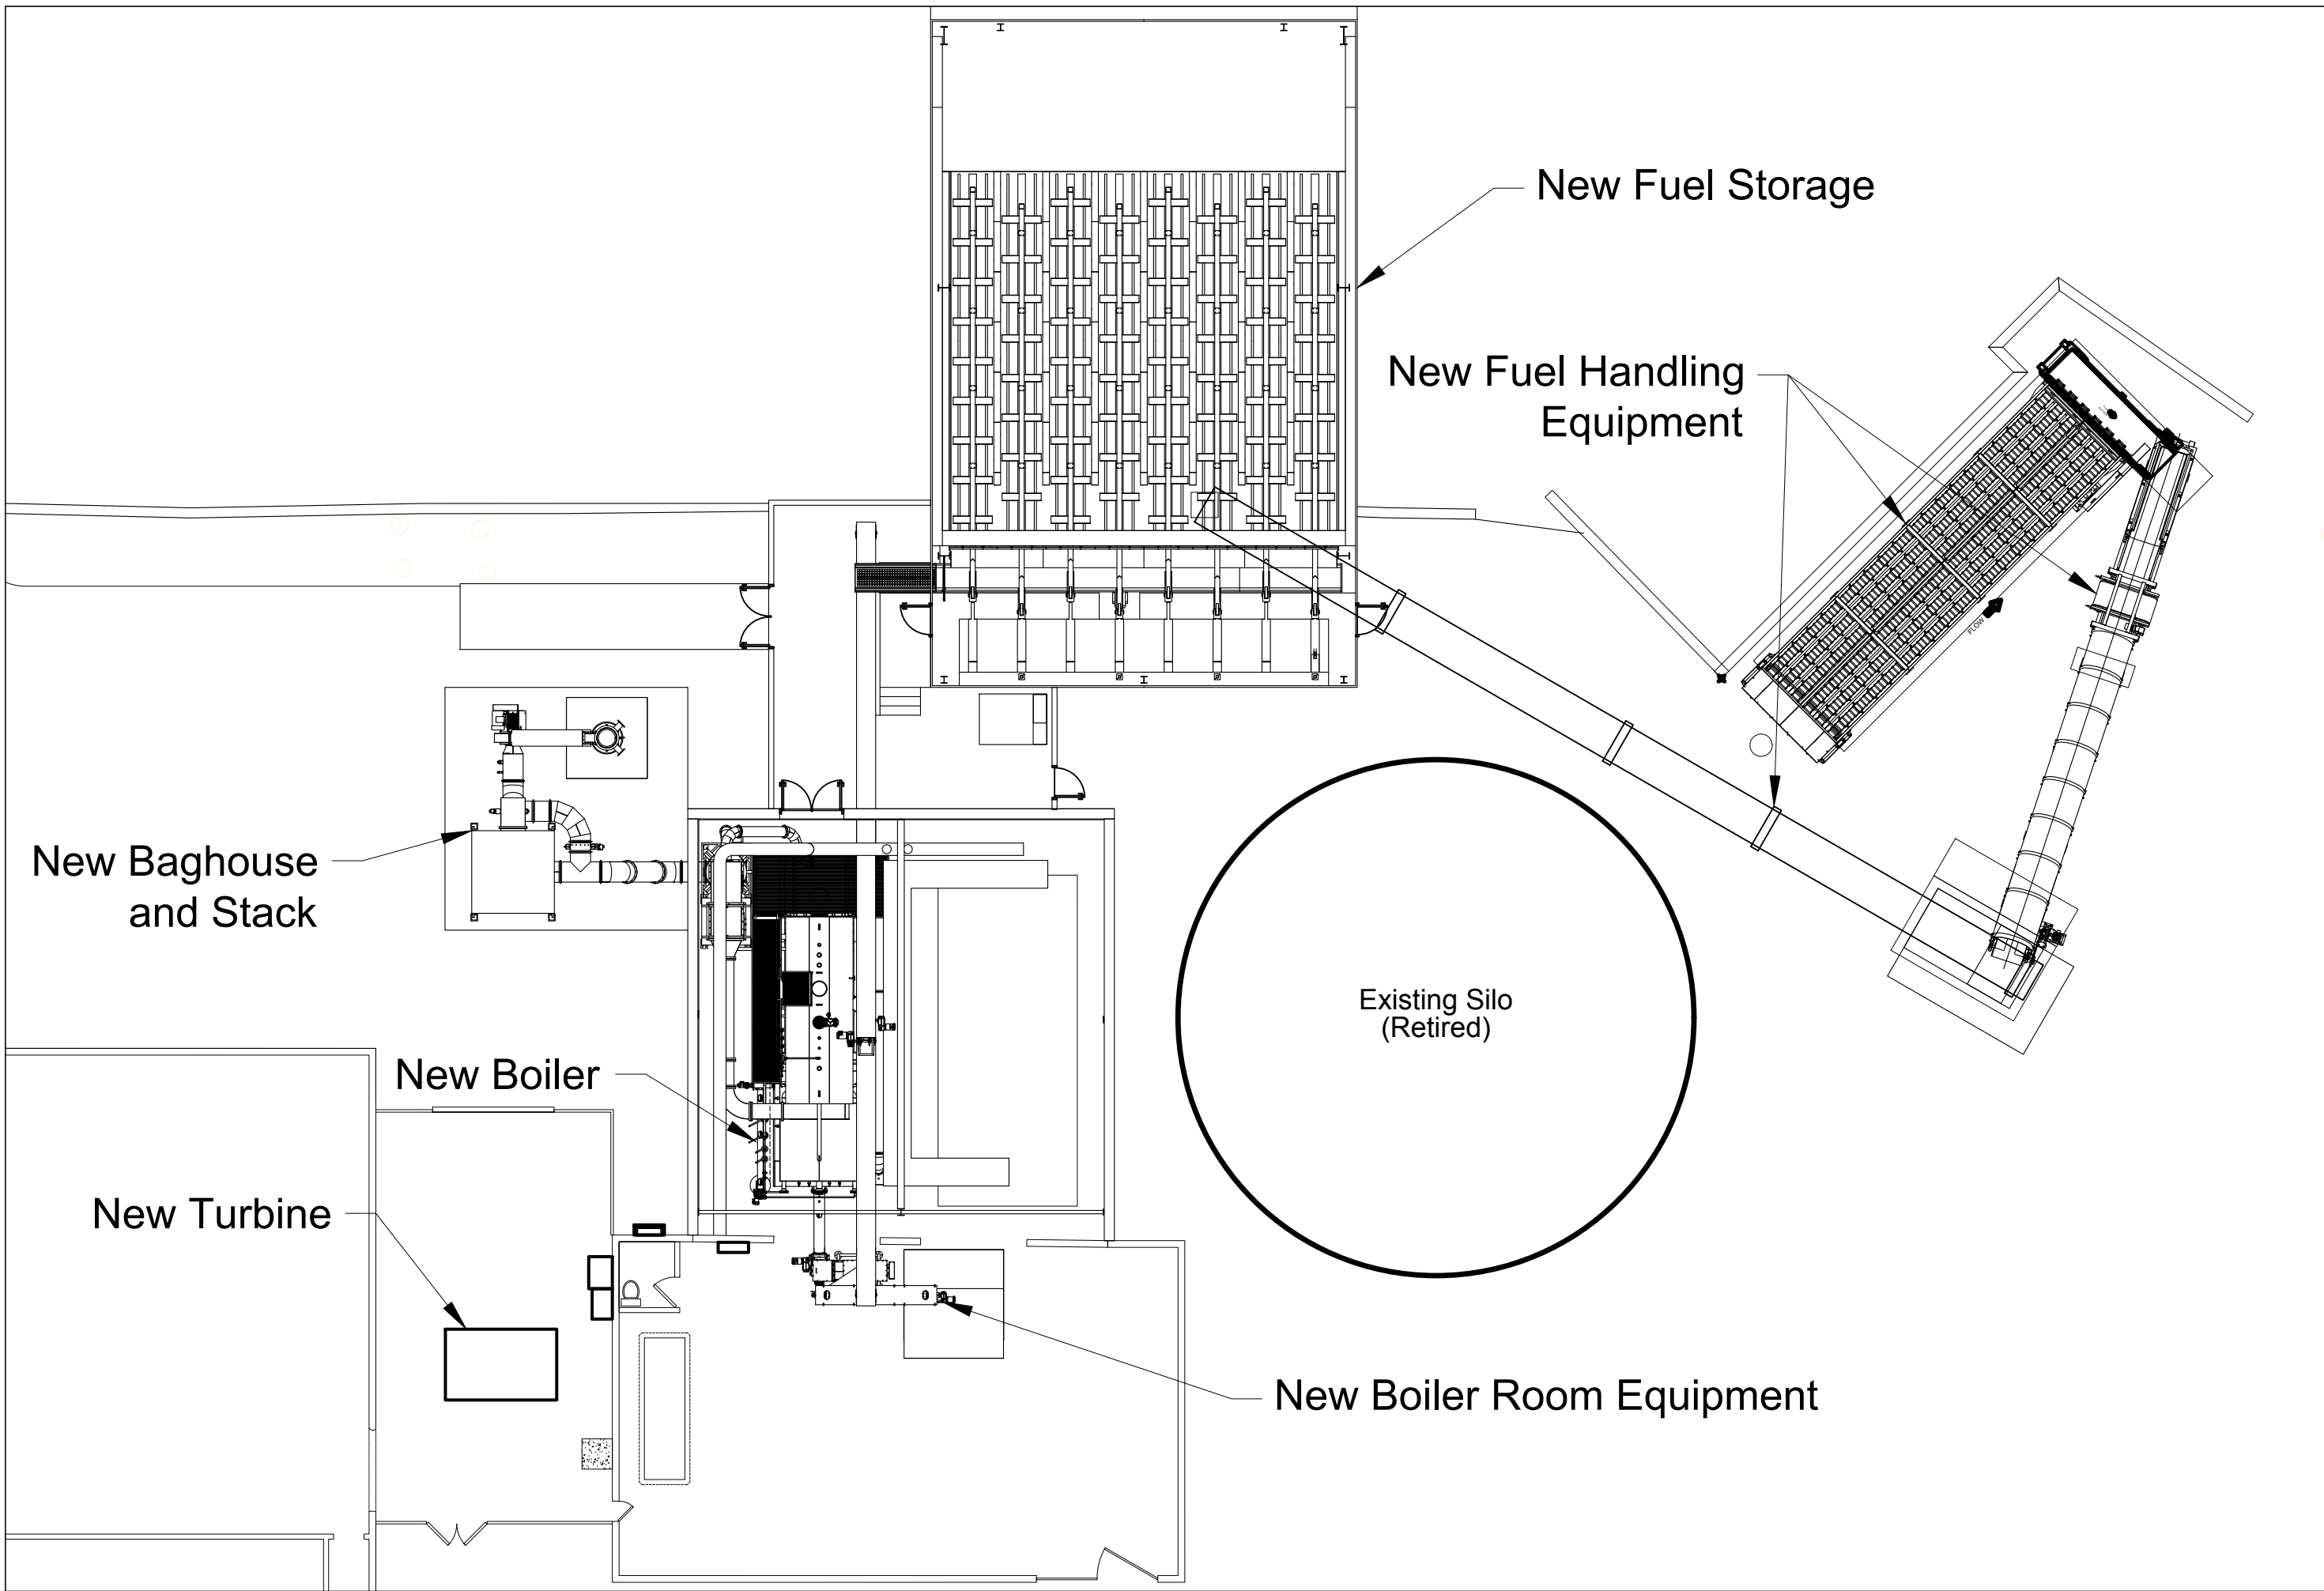 New Fuel Storage
New Fuel Handling
Equipment
FLOW
New Baghouse
and Stack
Existing Silo
(Retired)
New Boiler
New Turbine
New Boiler Room Equipment